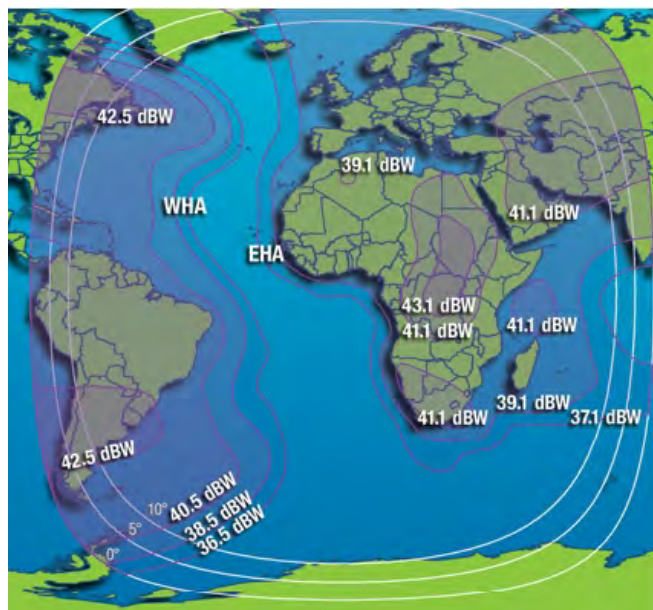 42.5 dBW
39.1 dBW
WHA
41.1 dBW
EHA
43.1 dBW
41.1 dBW
41.1 dBW
39.1 dBW
37.1 dBW
41.1 dBW
42.5 dBW
10°
40.5 dBW
5°
38.5 dBW
0°
36.5 dBW